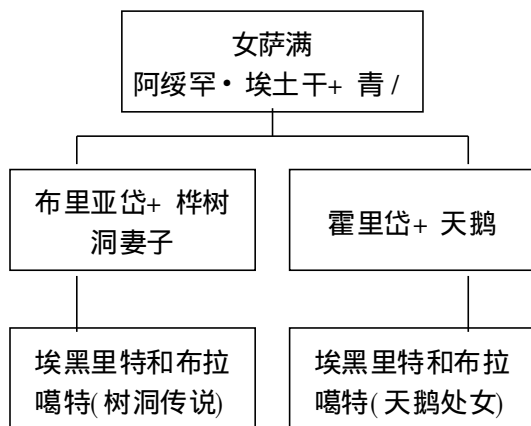 女萨满
阿绥罕·埃土干+ 青 /
布里亚岱+ 桦树
洞妻子
霍里岱+ 天鹅
埃黑里特和布拉
噶特( 树洞传说)
埃黑里特和布拉
噶特( 天鹅处女)